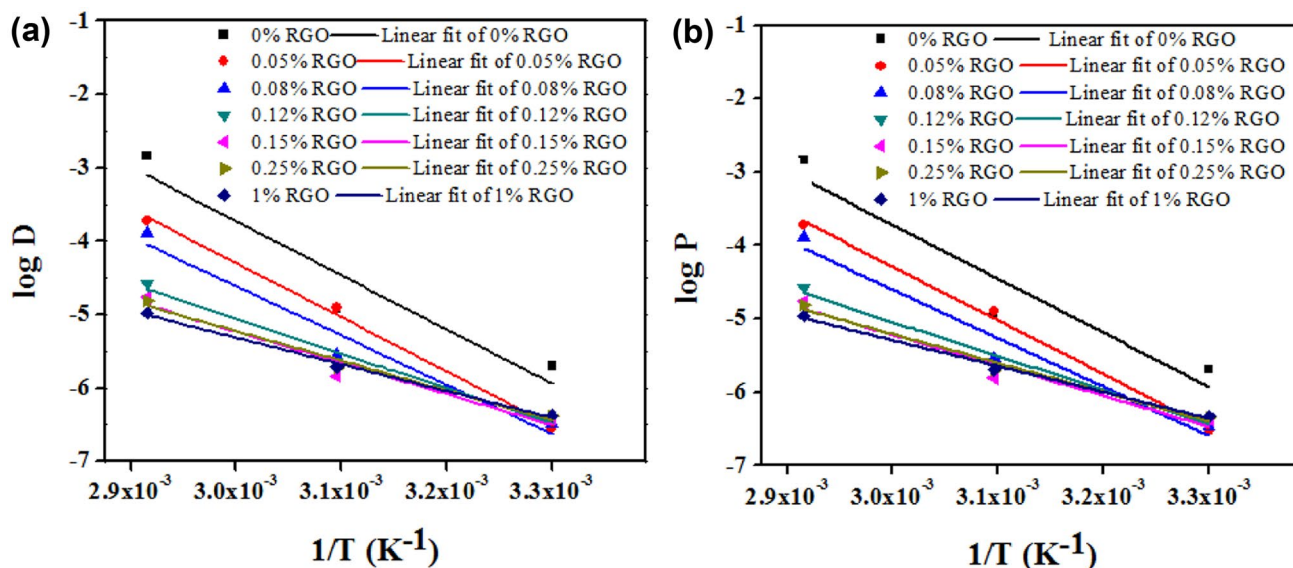 (a)
-1
-2
-3
-4
-5
-6
-7
log D
0% RGO Linear fit of 0% RGO
0.05% RGO Linear fit of 0.05% RGO
0.08% RGO Linear fit of 0.08% RGO
0.12% RGO Linear fit of 0.12% RGO
0.15% RGO Linear fit of 0.15% RGO
0.25% RGO Linear fit of 0.25% RGO
1% RGO Linear fit of 1% RGO
2.9x10⁻³ 3.0x10⁻³ 3.1x10⁻³ 3.2x10⁻³ 3.3x10⁻³
1/T (K⁻¹)
(b)
-1
-2
-3
-4
-5
-6
-7
log P
0% RGO Linear fit of 0% RGO
0.05% RGO Linear fit of 0.05% RGO
0.08% RGO Linear fit of 0.08% RGO
0.12% RGO Linear fit of 0.12% RGO
0.15% RGO Linear fit of 0.15% RGO
0.25% RGO Linear fit of 0.25% RGO
1% RGO Linear fit of 1% RGO
2.9x10⁻³ 3.0x10⁻³ 3.1x10⁻³ 3.2x10⁻³ 3.3x10⁻³
1/T (K⁻¹)